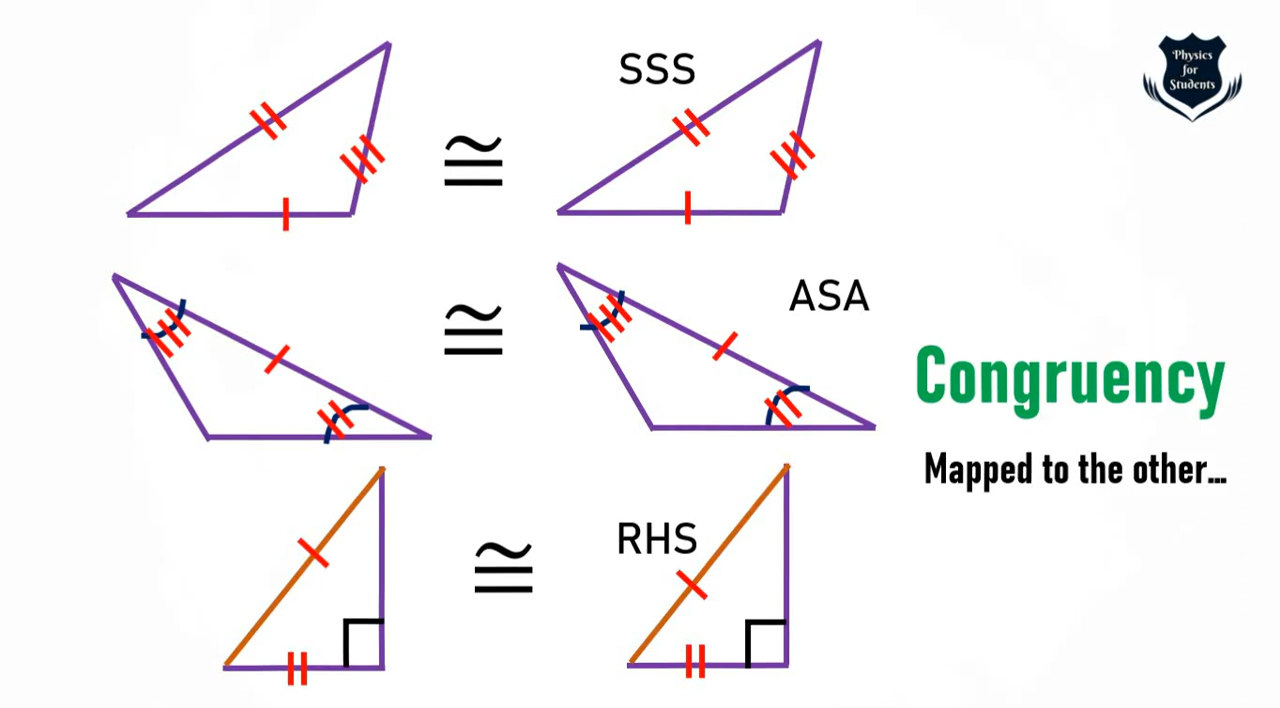 SSS
Physics
for
Students
≅
ASA
≅
Congruency
Mapped to the other...
RHS
≅